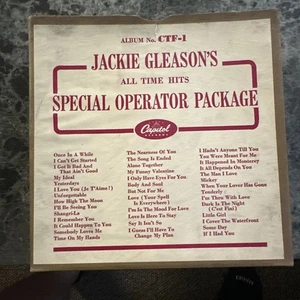 ALBUM No. CTF-1
JACKIE GLEASON'S
ALL TIME HITS
SPECIAL OPERATOR PACKAGE
Capitol
RECORDS
Once In A While
I Can't Get Started
I Got It Bad And
That Ain't Good
My Ideal
Yesterdays
I Love You (Je T'Aime!)
Unforgettable
How High The Moon
I'll Be Seeing You
Shangri-La
I Remember You
It Could Happen To You
Somebody Loves Me
Time On My Hands
The Nearness Of You
The Song Is Ended
Alone Together
My Funny Valentine
I Only Have Eyes For You
Body And Soul
But Not For Me
Love (Your Spell
Is Everywhere)
I'm In The Mood For Love
Love Is Here To Stay
Say It Isn't So
I Guess I'll Have To
Change My Plan
I Hadn't Anyone Till You
You Were Meant For Me
It Happened In Monterey
It All Depends On You
The Man I Love
Mickey
When Your Lover Has Gone
Tenderly
I'm Thru With Love
Dark Is The Night
(C'est Fini)
Little Girl
I Cover The Waterfront
Some Day
If I Had You